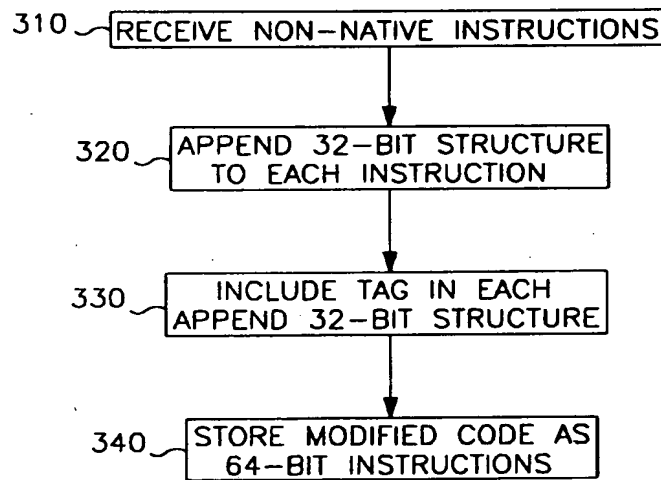 310
RECEIVE NON-NATIVE INSTRUCTIONS
320
APPEND 32-BIT STRUCTURE
TO EACH INSTRUCTION
330
INCLUDE TAG IN EACH
APPEND 32-BIT STRUCTURE
340
STORE MODIFIED CODE AS
64-BIT INSTRUCTIONS